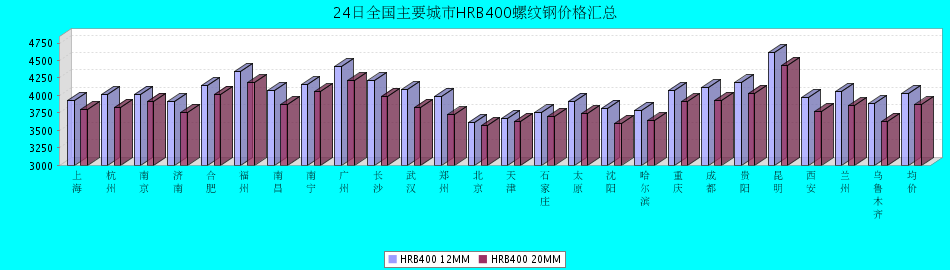 24日全国主要城市HRB400螺纹钢价格汇总
4750
4500
4250
4000
3750
3500
3250
3000
上海 杭州 南京 济南 合肥 福州 南昌 南宁 广州 长沙 武汉 郑州 北京 天津 石家庄 太原 沈阳 哈尔滨 重庆 成都 贵阳 昆明 西安 兰州 乌鲁木齐 均价
HRB400 12MM HRB400 20MM